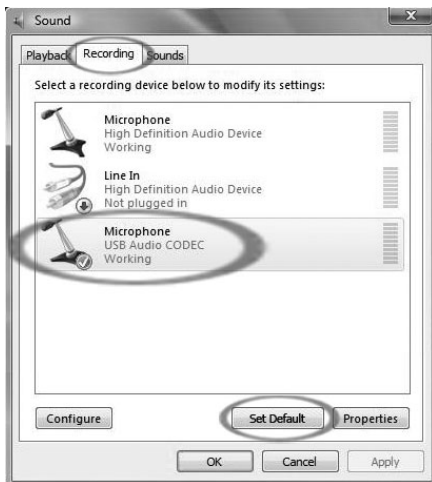 Sound
Playback Recording Sounds
Select a recording device below to modify its settings:
Microphone
High Definition Audio Device
Working
Line In
High Definition Audio Device
Not plugged in
Microphone
USB Audio CODEC
Working
Configure Set Default Properties
OK Cancel Apply